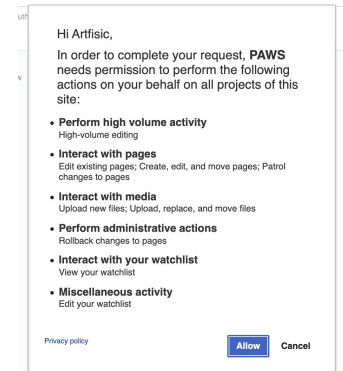 uth
w
Hi Artfisic,
In order to complete your request, PAWS
needs permission to perform the following
actions on your behalf on all projects of this
site:
• Perform high volume activity
High-volume editing
• Interact with pages
Edit existing pages; Create, edit, and move pages; Patrol
changes to pages
• Interact with media
Upload new files; Upload, replace, and move files
• Perform administrative actions
Rollback changes to pages
• Interact with your watchlist
View your watchlist
• Miscellaneous activity
Edit your watchlist
Privacy policy
Allow Cancel